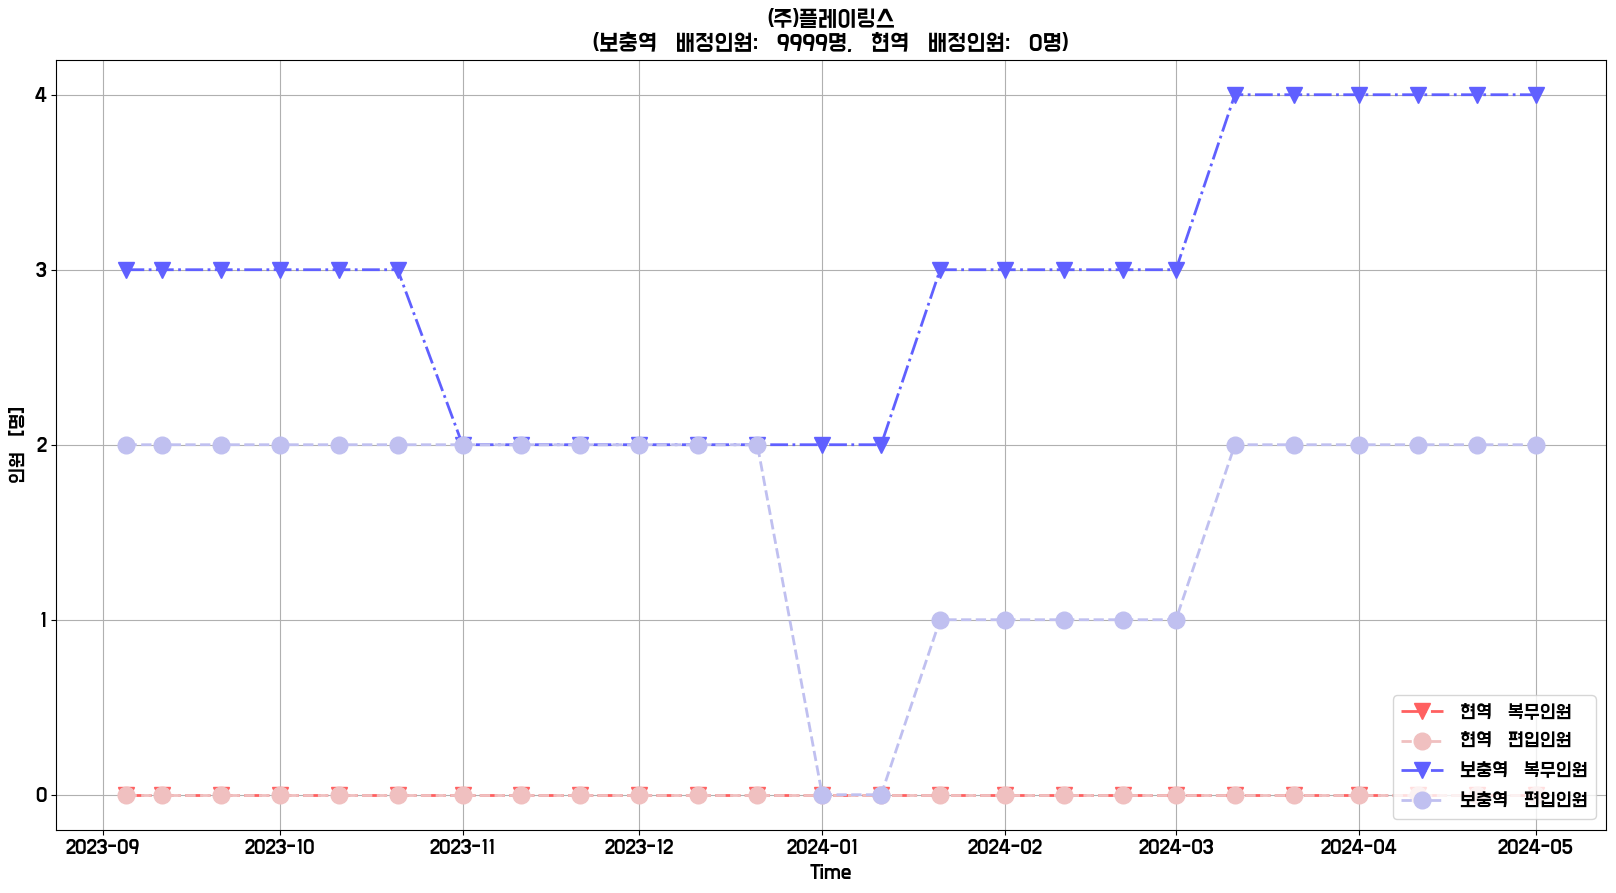 (주)플레이링스
(보충역 배정인원: 9999명, 현역 배정인원: 0명)
4
3
2
1
0
인원 [명]
현역 복무인원
현역 편입인원
보충역 복무인원
보충역 편입인원
2023-09 2023-10 2023-11 2023-12 2024-01 2024-02 2024-03 2024-04 2024-05
Time